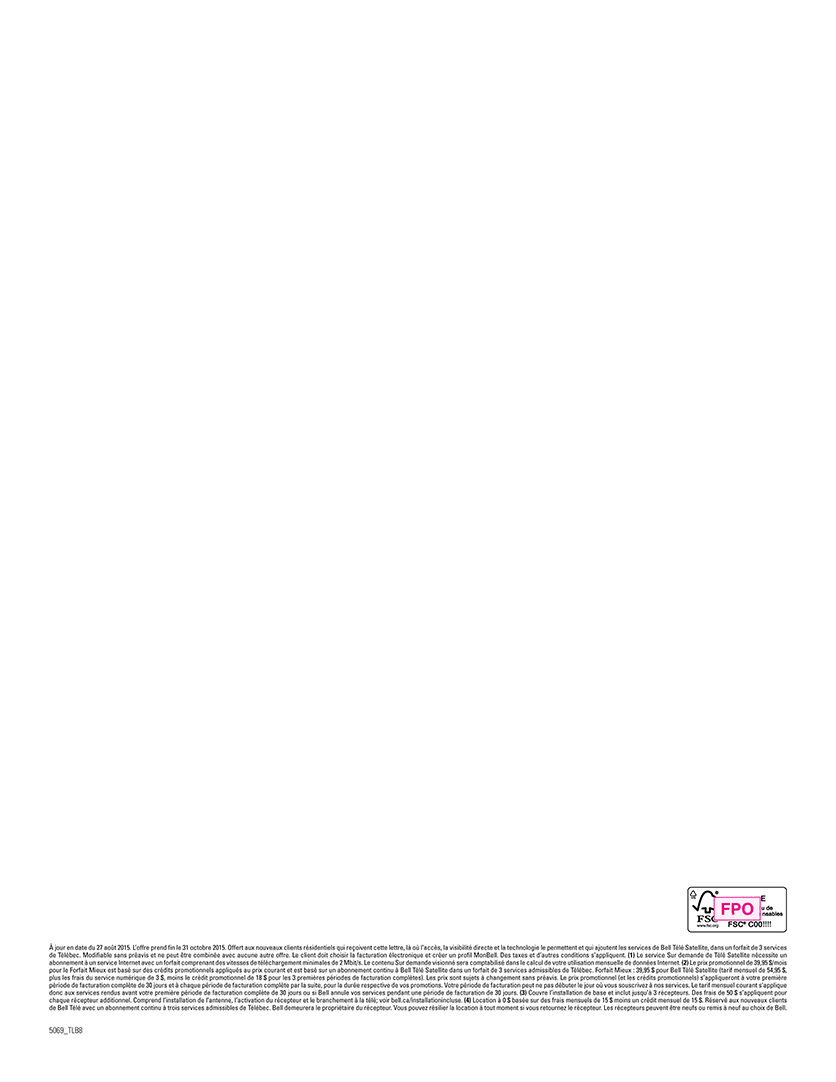 E
FPO
u de
nsables
FSC
www.fsc.org
FSC® C00!!!!
À jour en date du 27 août 2015. L'offre prend fin le 31 octobre 2015. Offert aux nouveaux clients résidentiels qui reçoivent cette lettre, là où l'accès, la visibilité directe et la technologie le permettent et qui ajoutent les services de Bell Télé Satellite, dans un forfait de 3 services
de Télébec. Modifiable sans préavis et ne peut être combinée avec aucune autre offre. Le client doit choisir la facturation électronique et créer un profil MonBell. Des taxes et d'autres conditions s'appliquent. (1) Le service Sur demande de Télé Satellite nécessite un
abonnement à un service Internet avec un forfait comprenant des vitesses de téléchargement minimales de 2 Mbit/s. Le contenu Sur demande visionné sera comptabilisé dans le calcul de votre utilisation mensuelle de données Internet. (2) Le prix promotionnel de 39,95 $/mois
pour le Forfait Mieux est basé sur des crédits promotionnels appliqués au prix courant et est basé sur un abonnement continu à Bell Télé Satellite dans un forfait de 3 services admissibles de Télébec. Forfait Mieux : 39,95 $ pour Bell Télé Satellite (tarif mensuel de 54,95 $,
plus les frais du service numérique de 3 $, moins le crédit promotionnel de 18 $ pour les 3 premières périodes de facturation complètes). Les prix sont sujets à changement sans préavis. Le prix promotionnel (et les crédits promotionnels) s'appliqueront à votre première
période de facturation complète de 30 jours et à chaque période de facturation complète par la suite, pour la durée respective de vos promotions. Votre période de facturation peut ne pas débuter le jour où vous souscrivez à nos services. Le tarif mensuel courant s'applique
donc aux services rendus avant votre première période de facturation complète de 30 jours ou si Bell annule vos services pendant une période de facturation de 30 jours. (3) Couvre l'installation de base et inclut jusqu'à 3 récepteurs. Des frais de 50 $ s'appliquent pour
chaque récepteur additionnel. Comprend l'installation de l'antenne, l'activation du récepteur et le branchement à la télé; voir bell.ca/installationincluse. (4) Location à 0 $ basée sur des frais mensuels de 15 $ moins un crédit mensuel de 15 $. Réservé aux nouveaux clients
de Bell Télé avec un abonnement continu à trois services admissibles de Télébec. Bell demeurera le propriétaire du récepteur. Vous pouvez résilier la location à tout moment si vous retournez le récepteur. Les récepteurs peuvent être neufs ou remis à neuf au choix de Bell.
5069_TLB8